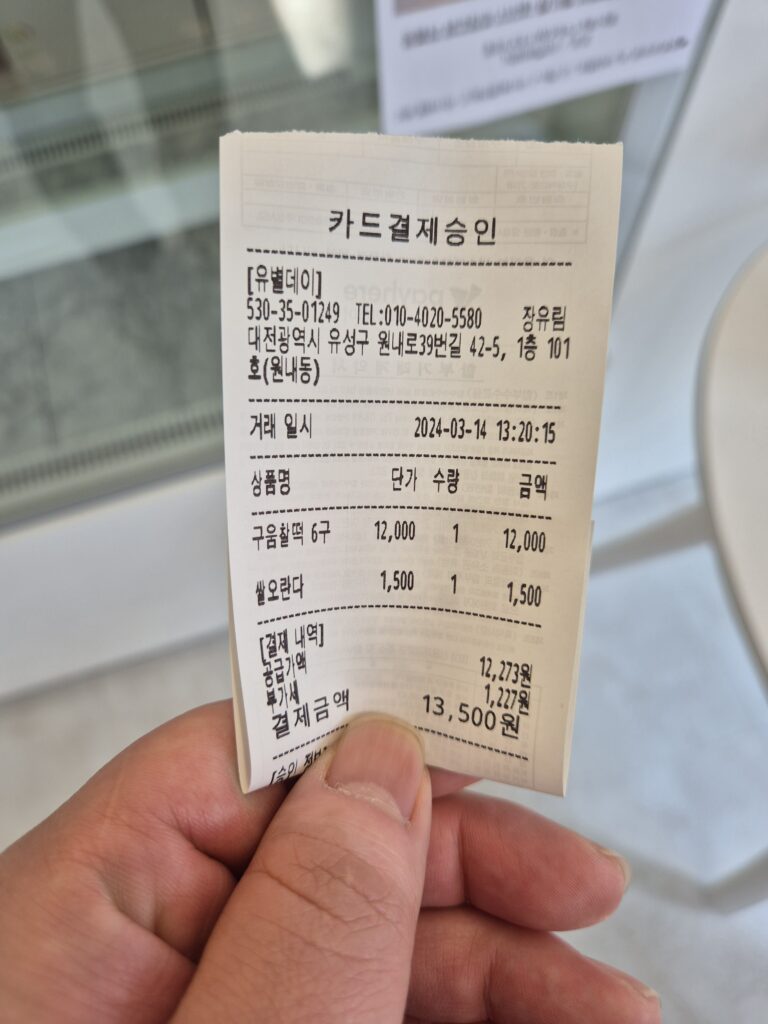 카드결제승인
[유별데이]
530-35-01249 TEL:010-4020-5580 장유림
대전광역시 유성구 원내로39번길 42-5, 1층 101
호(원내동)
거래 일시 2024-03-14 13:20:15
상품명 단가 수량 금액
구움찰떡 6구 12,000 1 12,000
쌀오란다 1,500 1 1,500
[결제 내역]
공급가액 12,273원
부가세 1,227원
결제금액 13,500원
[승인